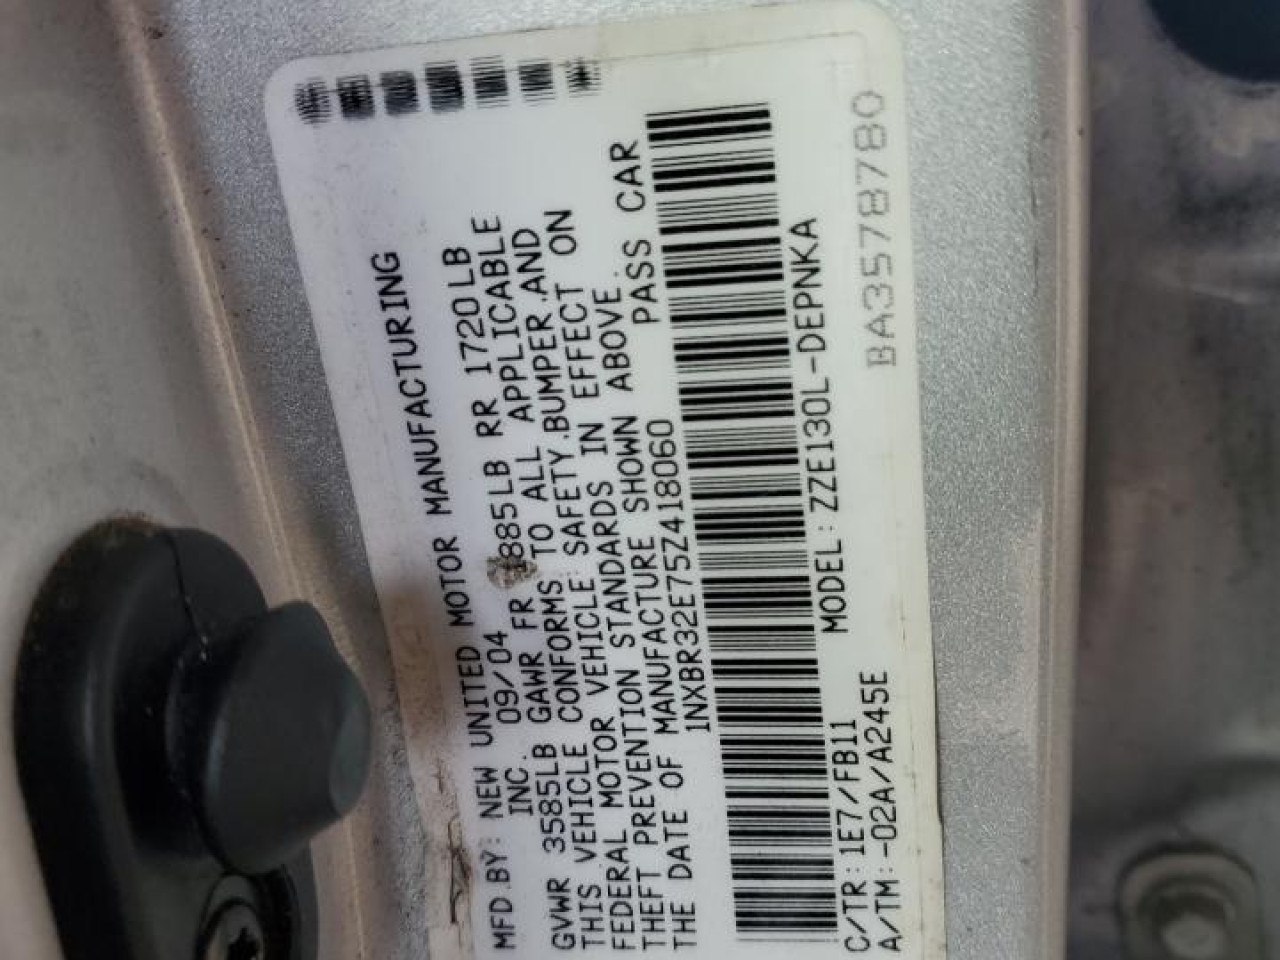 MFD.BY: NEW UNITED MOTOR MANUFACTURING
INC. 09/04
GVWR 3585LB GAWR FR 1885LB RR 1720LB
THIS VEHICLE CONFORMS TO ALL APPLICABLE
FEDERAL MOTOR VEHICLE SAFETY,BUMPER,AND
THEFT PREVENTION STANDARDS IN EFFECT ON
THE DATE OF MANUFACTURE SHOWN ABOVE.
1NXBR32E75Z418060 PASS CAR
MODEL: ZZE130L-DEPNKA
C/TR: 1E7/FB11
A/TM: -02A/A245E
BA3578780